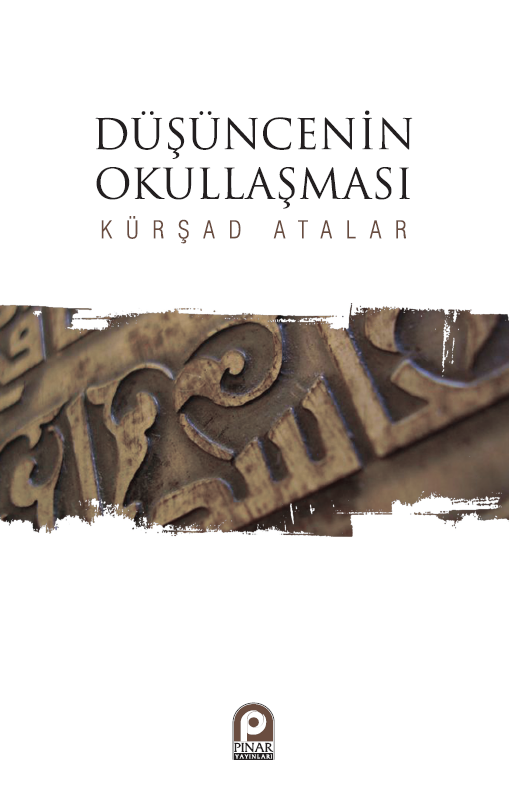 DÜŞÜNCENİN
OKULLAŞMASI
KÜRŞAD ATALAR
PINAR
YAYINLARI